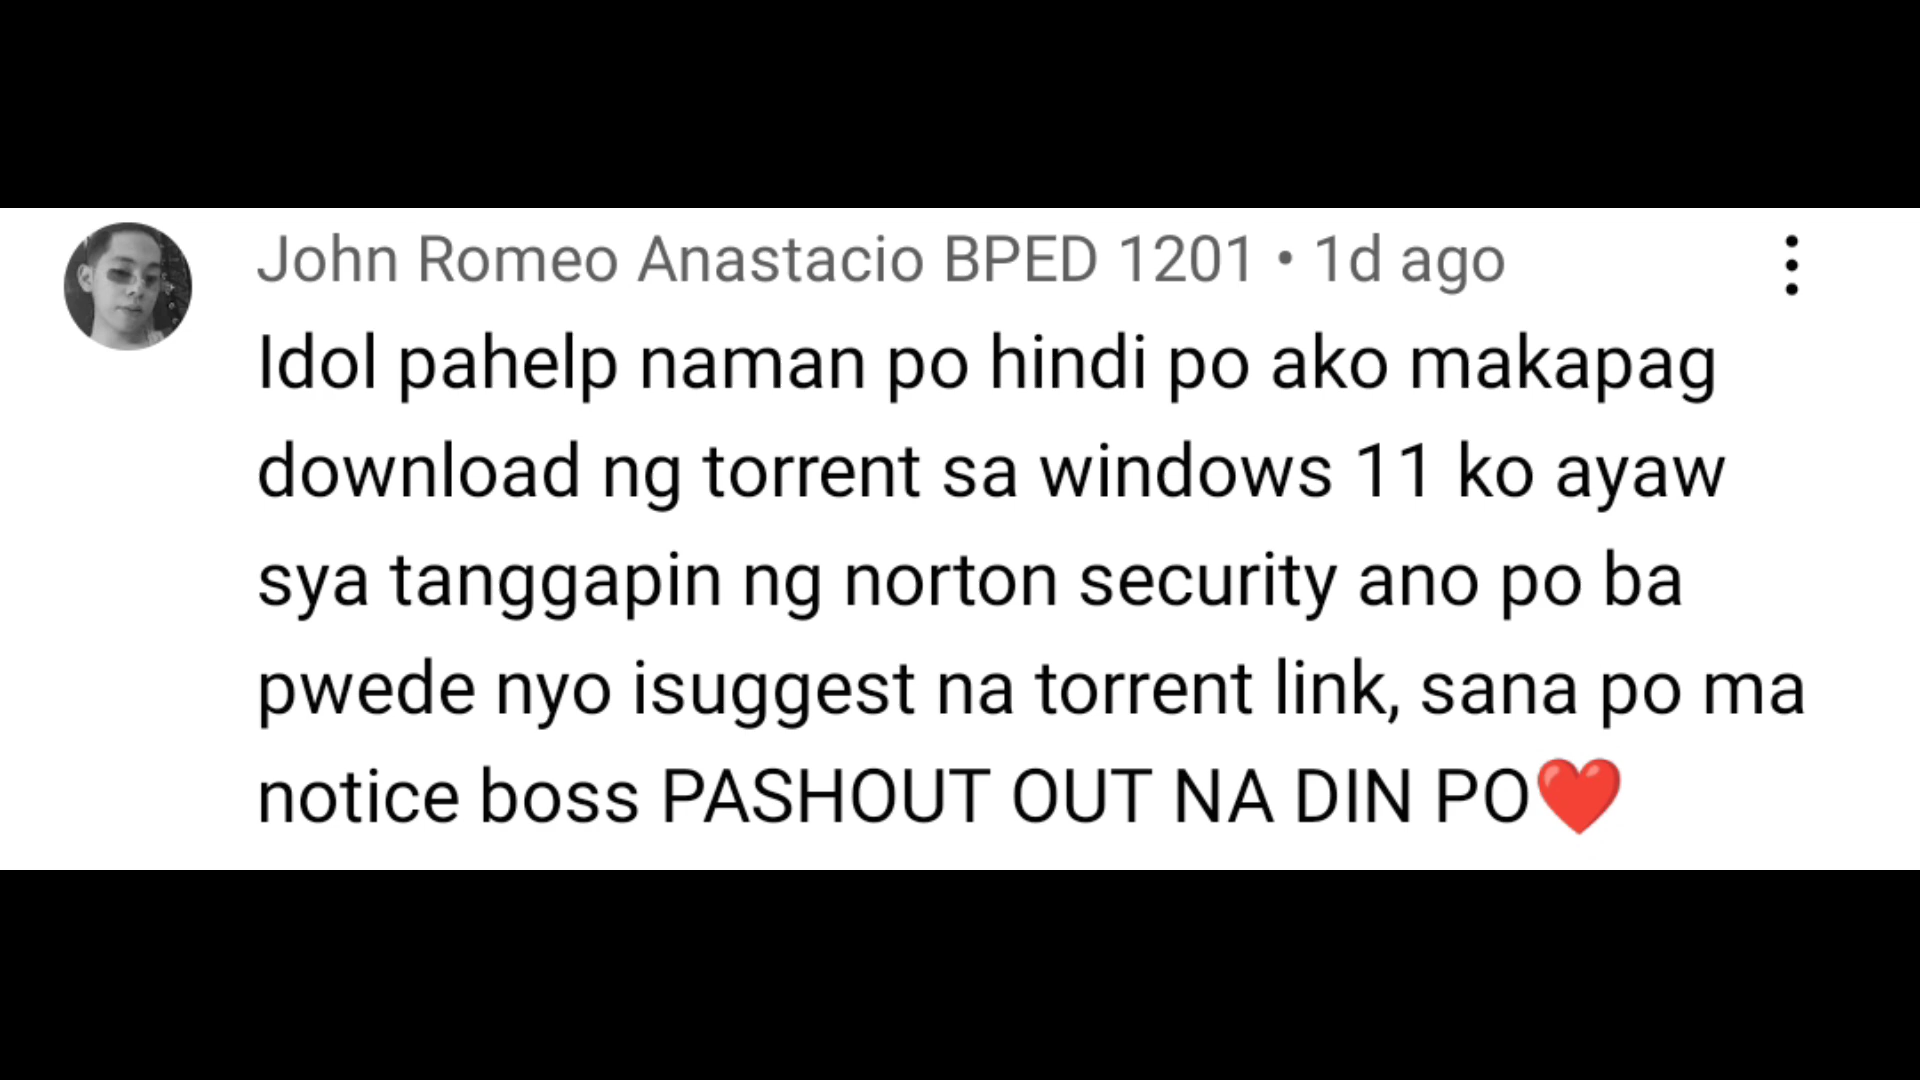 John Romeo Anastacio BPED 1201 • 1d ago
Idol pahelp naman po hindi po ako makapag
download ng torrent sa windows 11 ko ayaw
sya tanggapin ng norton security ano po ba
pwede nyo isuggest na torrent link, sana po ma
notice boss PASHOUT OUT NA DIN PO❤️